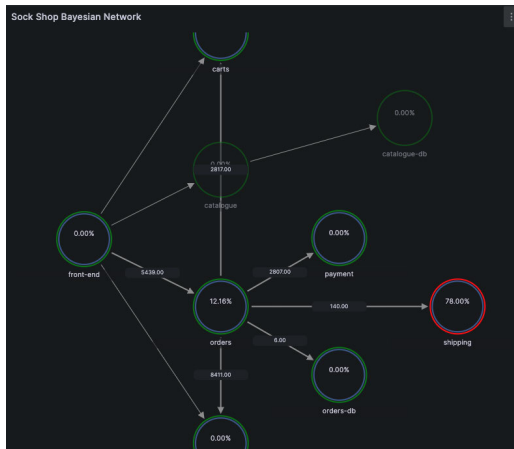 Sock Shop Bayesian Network
carts
0.00%
catalogue-db
0.00%
2817.00
catalogue
0.00%
front-end
0.00%
payment
5439.00
2807.00
12.16%
orders
140.00
78.00%
shipping
6.00
0.00%
orders-db
8411.00
0.00%